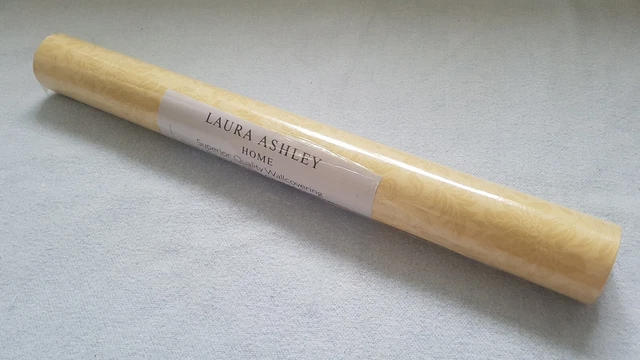 LAURA ASHLEY
HOME
Superior Quality Wallcovering